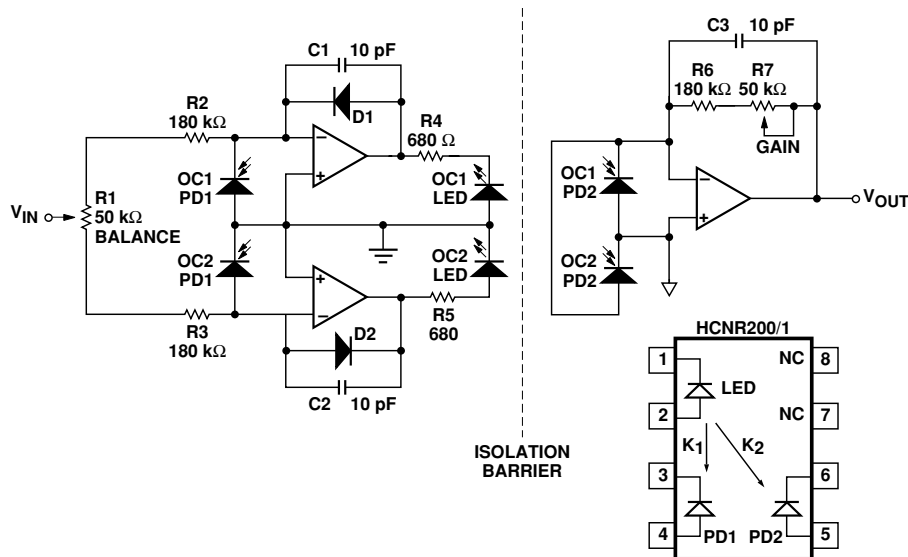 C1 10 pF
D1
R2
180 kΩ
R4
680 Ω
OC1
PD1
OC1
LED
V_IN
R1
50 kΩ
BALANCE
OC2
PD1
OC2
LED
R3
180 kΩ
R5
680
D2
C2 10 pF
−
+
+
−
ISOLATION
BARRIER
C3 10 pF
R6
180 kΩ
R7
50 kΩ
GAIN
OC1
PD2
OC2
PD2
−
+
V_OUT
HCNR200/1
1
NC
8
LED
2
NC
7
K1
K2
3
6
4
PD1
PD2
5